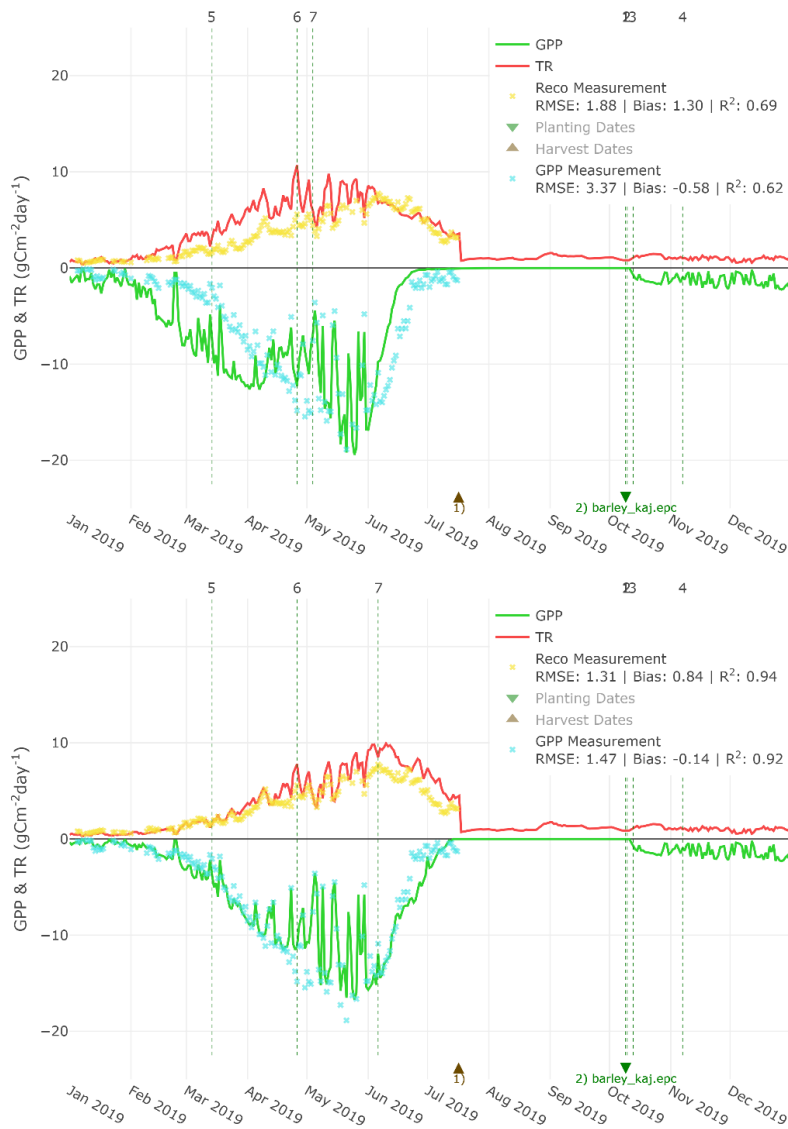 5 6 7 1 2 3 4
GPP
TR
Reco Measurement
RMSE: 1.88 | Bias: 1.30 | R²: 0.69
Planting Dates
Harvest Dates
GPP Measurement
RMSE: 3.37 | Bias: -0.58 | R²: 0.62
20
10
0
−10
−20
GPP & TR (gCm⁻²day⁻¹)
1)
2) barley_kaj.epc
Jan 2019 Feb 2019 Mar 2019 Apr 2019 May 2019 Jun 2019 Jul 2019 Aug 2019 Sep 2019 Oct 2019 Nov 2019 Dec 2019
5 6 7 1 2 3 4
GPP
TR
Reco Measurement
RMSE: 1.31 | Bias: 0.84 | R²: 0.94
Planting Dates
Harvest Dates
GPP Measurement
RMSE: 1.47 | Bias: -0.14 | R²: 0.92
20
10
0
−10
−20
GPP & TR (gCm⁻²day⁻¹)
1)
2) barley_kaj.epc
Jan 2019 Feb 2019 Mar 2019 Apr 2019 May 2019 Jun 2019 Jul 2019 Aug 2019 Sep 2019 Oct 2019 Nov 2019 Dec 2019